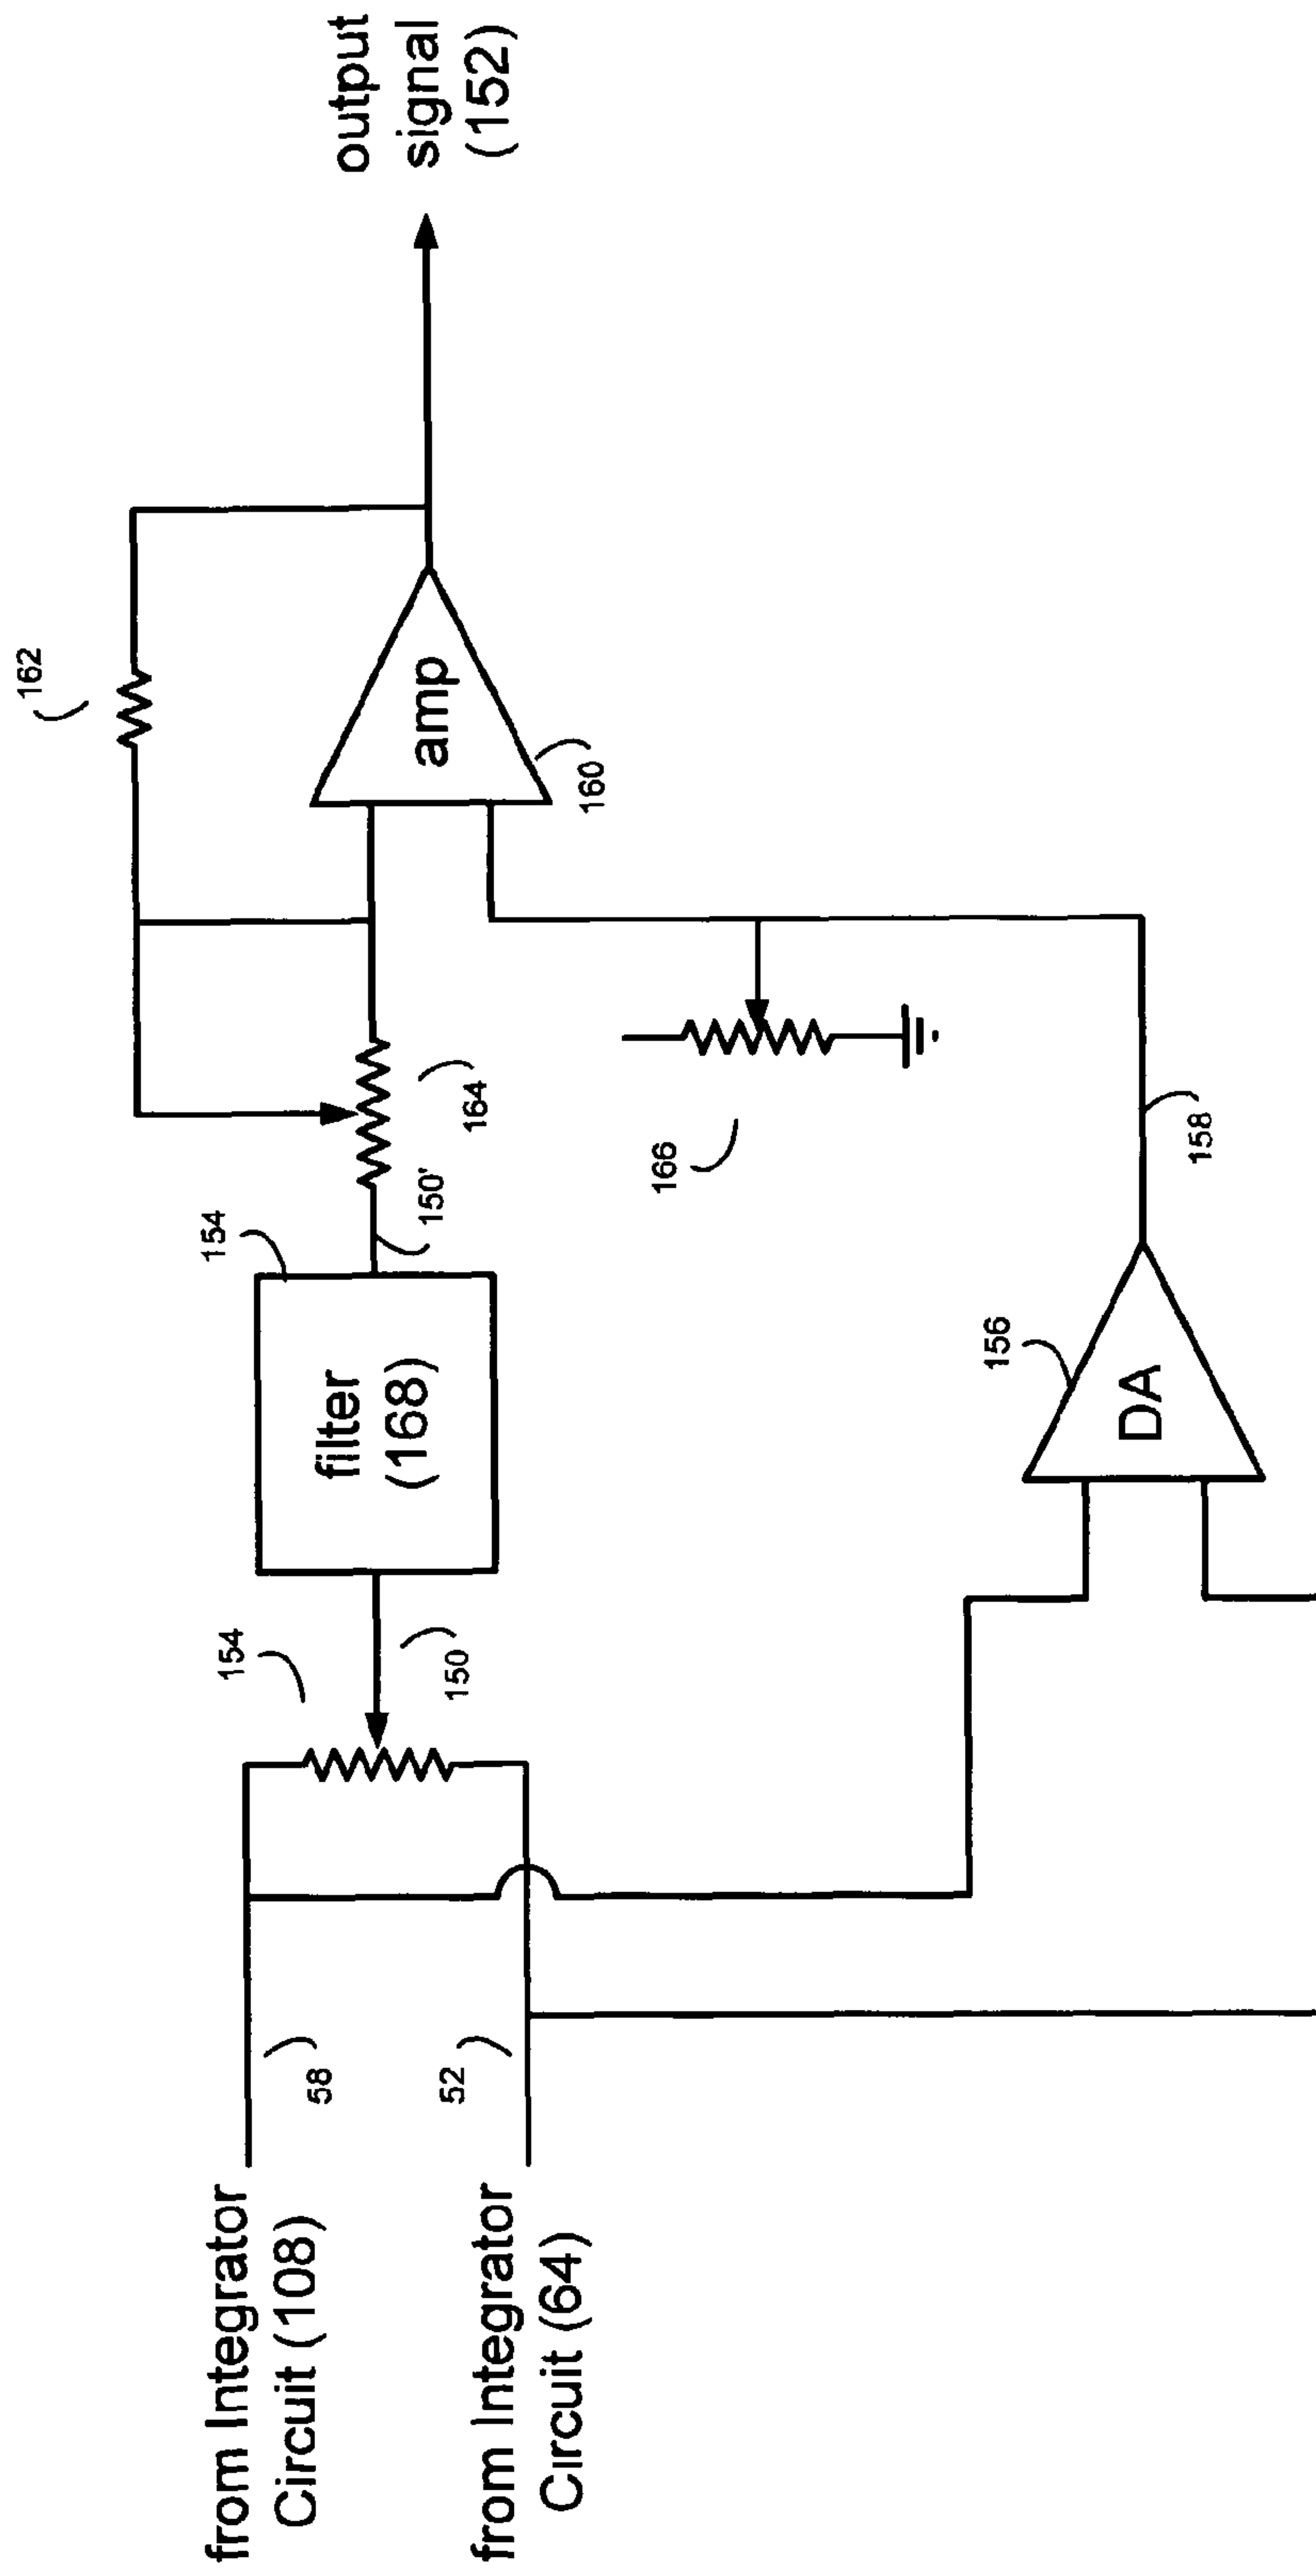 from Integrator
Circuit (108)
58
from Integrator
Circuit (64)
52
154
150
filter
(168)
154
150'
164
162
amp
160
output
signal
(152)
166
DA
156
158